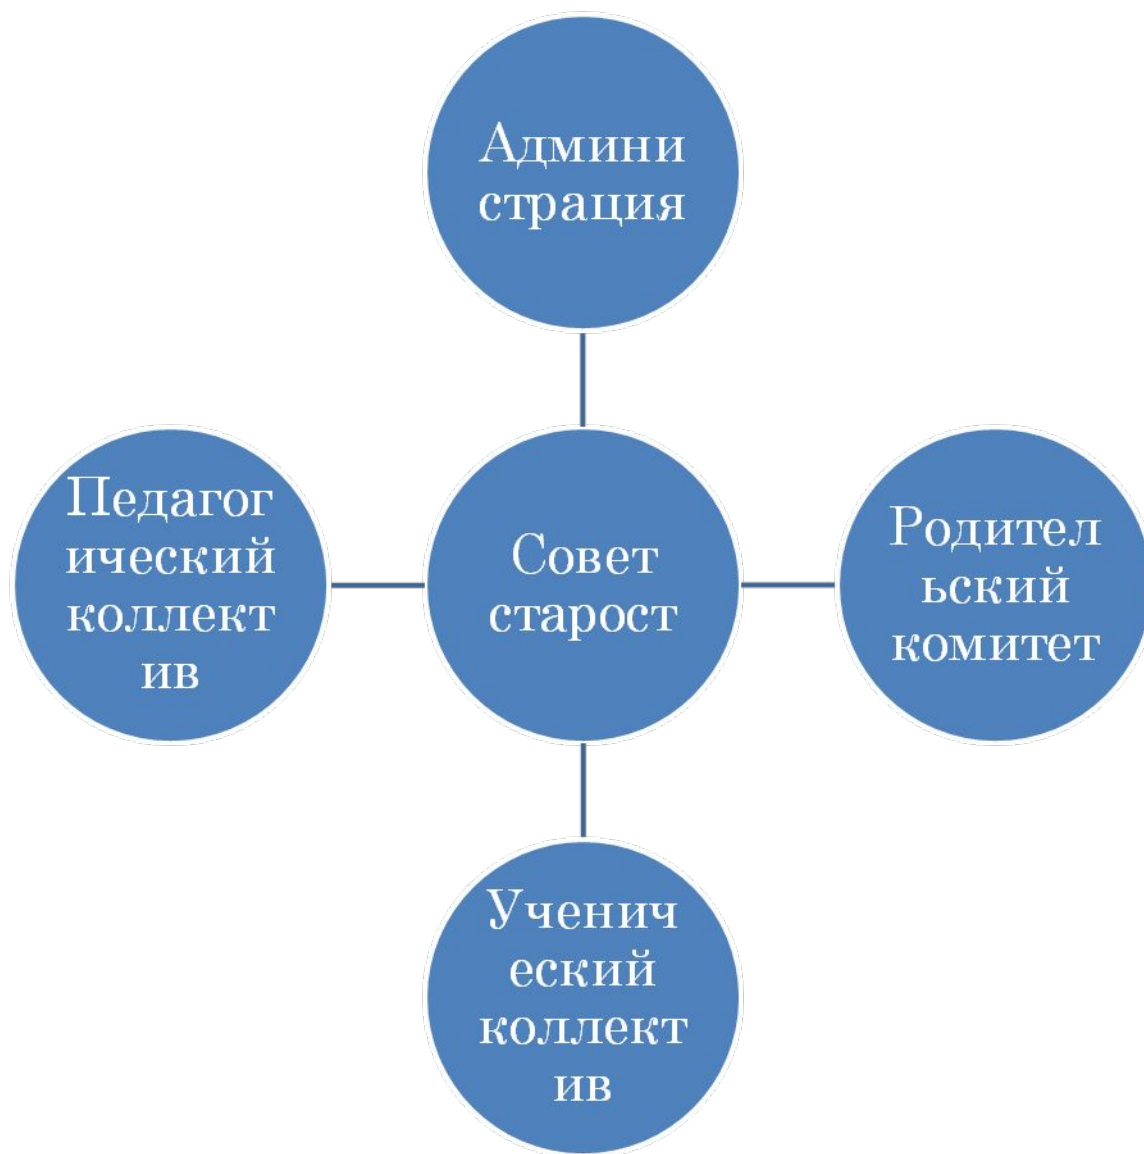 Админи
страция
Педагог
ический
коллект
ив
Совет
старост
Родител
ьский
комитет
Ученич
еский
коллект
ив